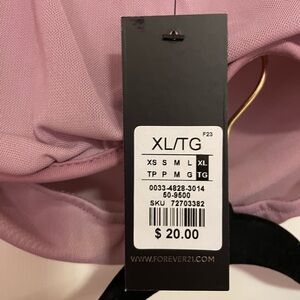 F23
XL/TG
XS S M L XL
TP P M G TG
0033-4828-3014
50-9500
SKU 72703382
$ 20.00
WWW.FOREVER21.COM